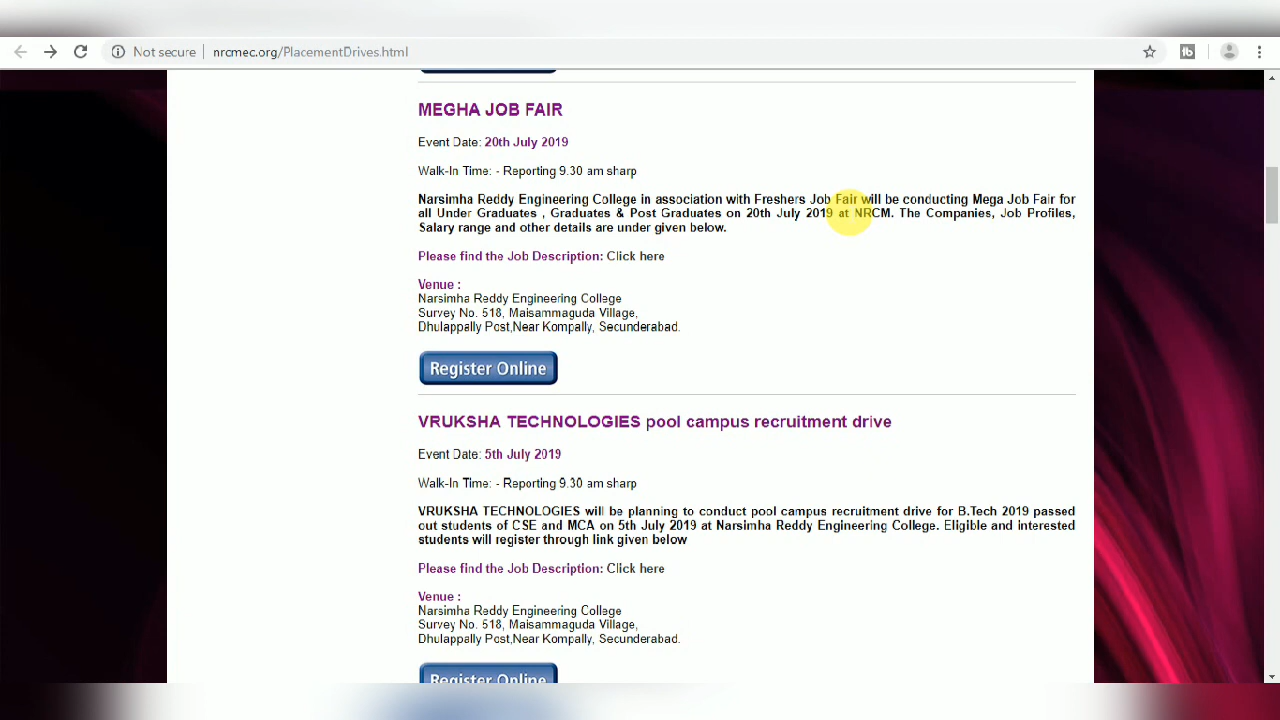 Not secure
nrcmec.org/PlacementDrives.html
MEGHA JOB FAIR
Event Date: 20th July 2019
Walk-In Time: - Reporting 9.30 am sharp
Narsimha Reddy Engineering College in association with Freshers Job Fair will be conducting Mega Job Fair for
all Under Graduates , Graduates & Post Graduates on 20th July 2019 at NRCM. The Companies, Job Profiles,
Salary range and other details are under given below.
Please find the Job Description: Click here
Venue :
Narsimha Reddy Engineering College
Survey No. 518, Maisammaguda Village,
Dhulappally Post,Near Kompally, Secunderabad.
Register Online
VRUKSHA TECHNOLOGIES pool campus recruitment drive
Event Date: 5th July 2019
Walk-In Time: - Reporting 9.30 am sharp
VRUKSHA TECHNOLOGIES will be planning to conduct pool campus recruitment drive for B.Tech 2019 passed
out students of CSE and MCA on 5th July 2019 at Narsimha Reddy Engineering College. Eligible and interested
students will register through link given below
Please find the Job Description: Click here
Venue :
Narsimha Reddy Engineering College
Survey No. 518, Maisammaguda Village,
Dhulappally Post,Near Kompally, Secunderabad.
Register Online